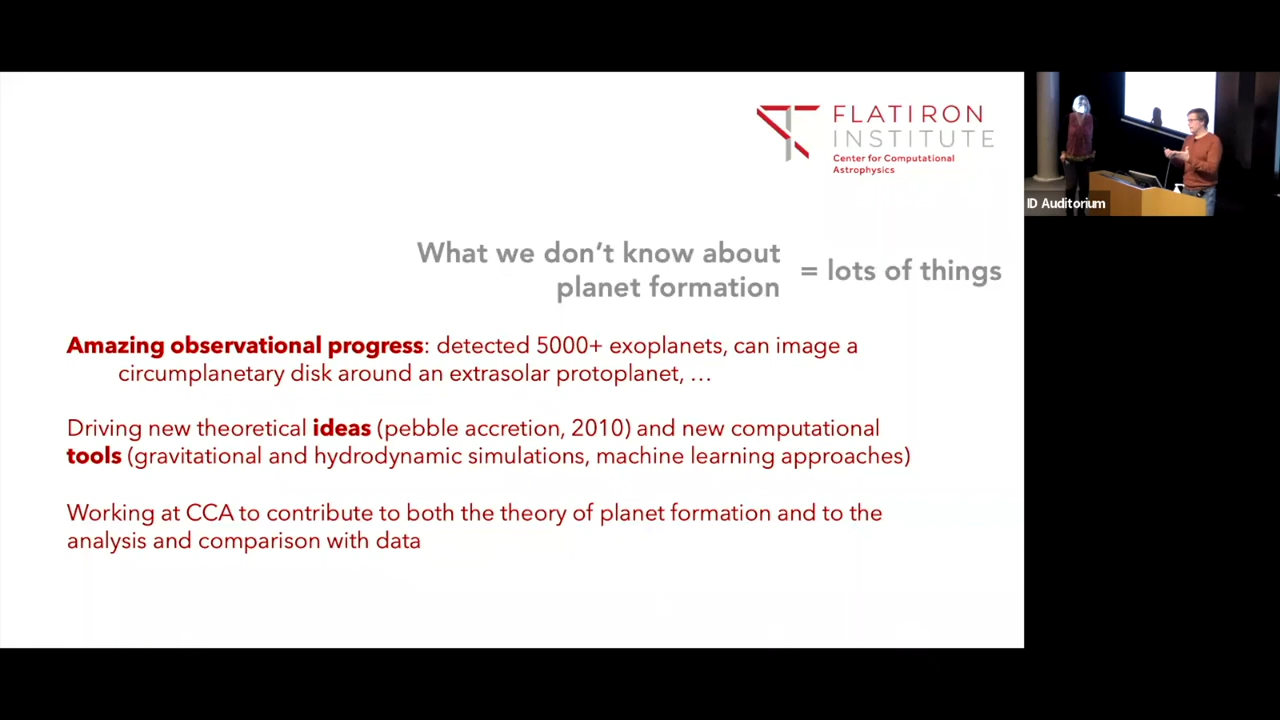 FLATIRON
INSTITUTE
Center for Computational
Astrophysics
ID Auditorium
What we don't know about
planet formation
= lots of things
Amazing observational progress: detected 5000+ exoplanets, can image a
circumplanetary disk around an extrasolar protoplanet, …
Driving new theoretical ideas (pebble accretion, 2010) and new computational
tools (gravitational and hydrodynamic simulations, machine learning approaches)
Working at CCA to contribute to both the theory of planet formation and to the
analysis and comparison with data